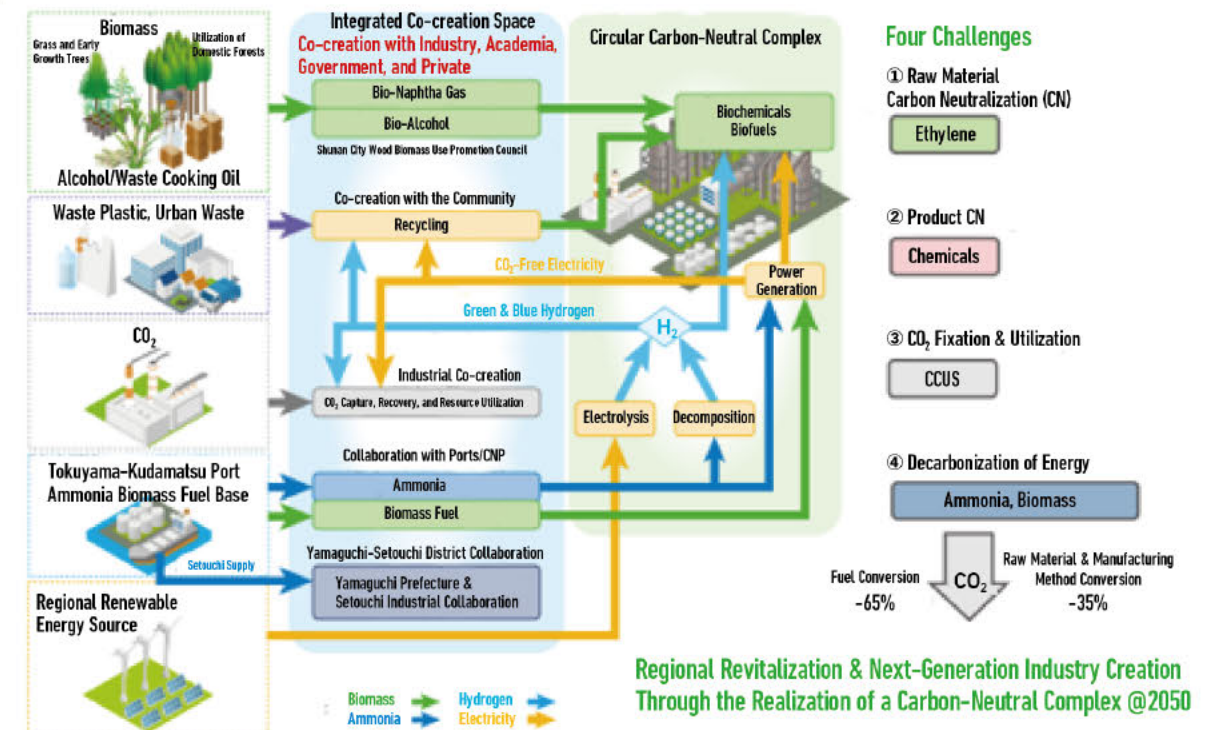 Biomass
Grass and Early
Growth Trees
Utilization of
Domestic Forests
Alcohol/Waste Cooking Oil
Waste Plastic, Urban Waste
CO₂
Tokuyama-Kudamatsu Port
Ammonia Biomass Fuel Base
Setouchi Supply
Regional Renewable
Energy Source
Integrated Co-creation Space
Co-creation with Industry, Academia,
Government, and Private
Bio-Naphtha Gas
Bio-Alcohol
Shunan City Wood Biomass Use Promotion Council
Co-creation with the Community
Recycling
CO₂-Free Electricity
Green & Blue Hydrogen
Industrial Co-creation
CO₂ Capture, Recovery, and Resource Utilization
Collaboration with Ports/CNP
Ammonia
Biomass Fuel
Yamaguchi-Setouchi District Collaboration
Yamaguchi Prefecture &
Setouchi Industrial Collaboration
Circular Carbon-Neutral Complex
Biochemicals
Biofuels
Power
Generation
H₂
Electrolysis
Decomposition
Biomass
Hydrogen
Ammonia
Electricity
Four Challenges
① Raw Material
Carbon Neutralization (CN)
Ethylene
② Product CN
Chemicals
③ CO₂ Fixation & Utilization
CCUS
④ Decarbonization of Energy
Ammonia, Biomass
Fuel Conversion
-65%
CO₂
Raw Material & Manufacturing
Method Conversion
-35%
Regional Revitalization & Next-Generation Industry Creation
Through the Realization of a Carbon-Neutral Complex @2050